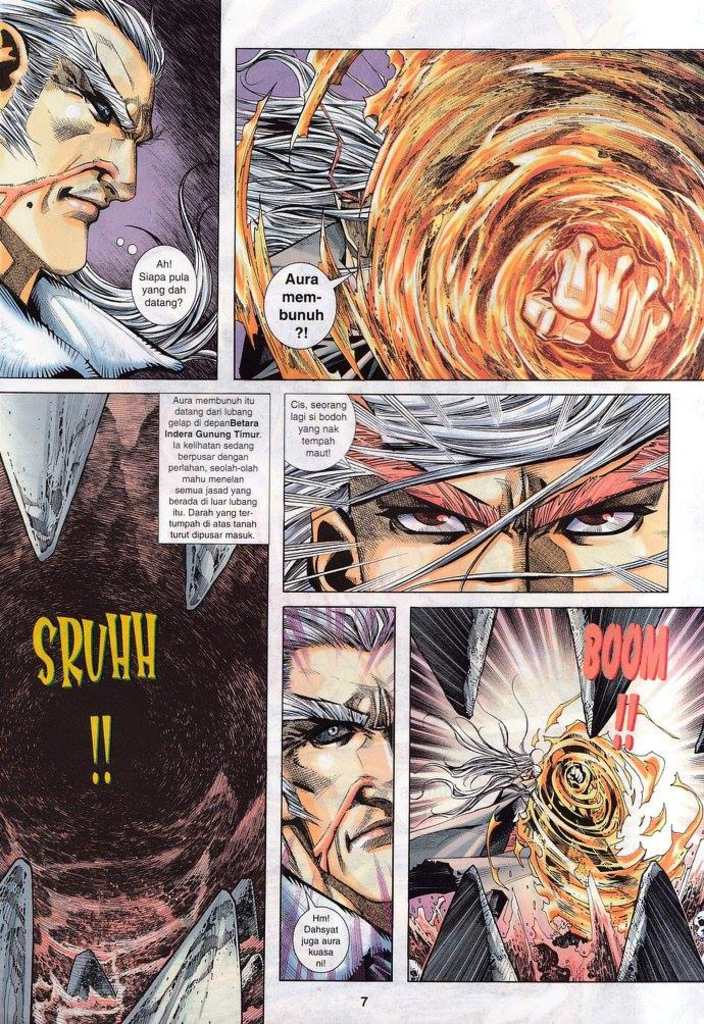 Ah!
Siapa pula
yang dah
datang?
Aura
mem-
bunuh
?!
Aura membunuh itu
datang dari lubang
gelap di depanBetara
Indera Gunung Timur.
Ia kelihatan sedang
berpusar dengan
perlahan, seolah-olah
mahu menelan
semua jasad yang
berada di luar lubang
itu. Darah yang ter-
tumpah di atas tanah
turut dipusar masuk.
Cis, seorang
lagi si bodoh
yang nak
tempah
maut!
SRUHH
!!
Hm!
Dahsyat
juga aura
kuasa
ni!
BOOM
!!
7